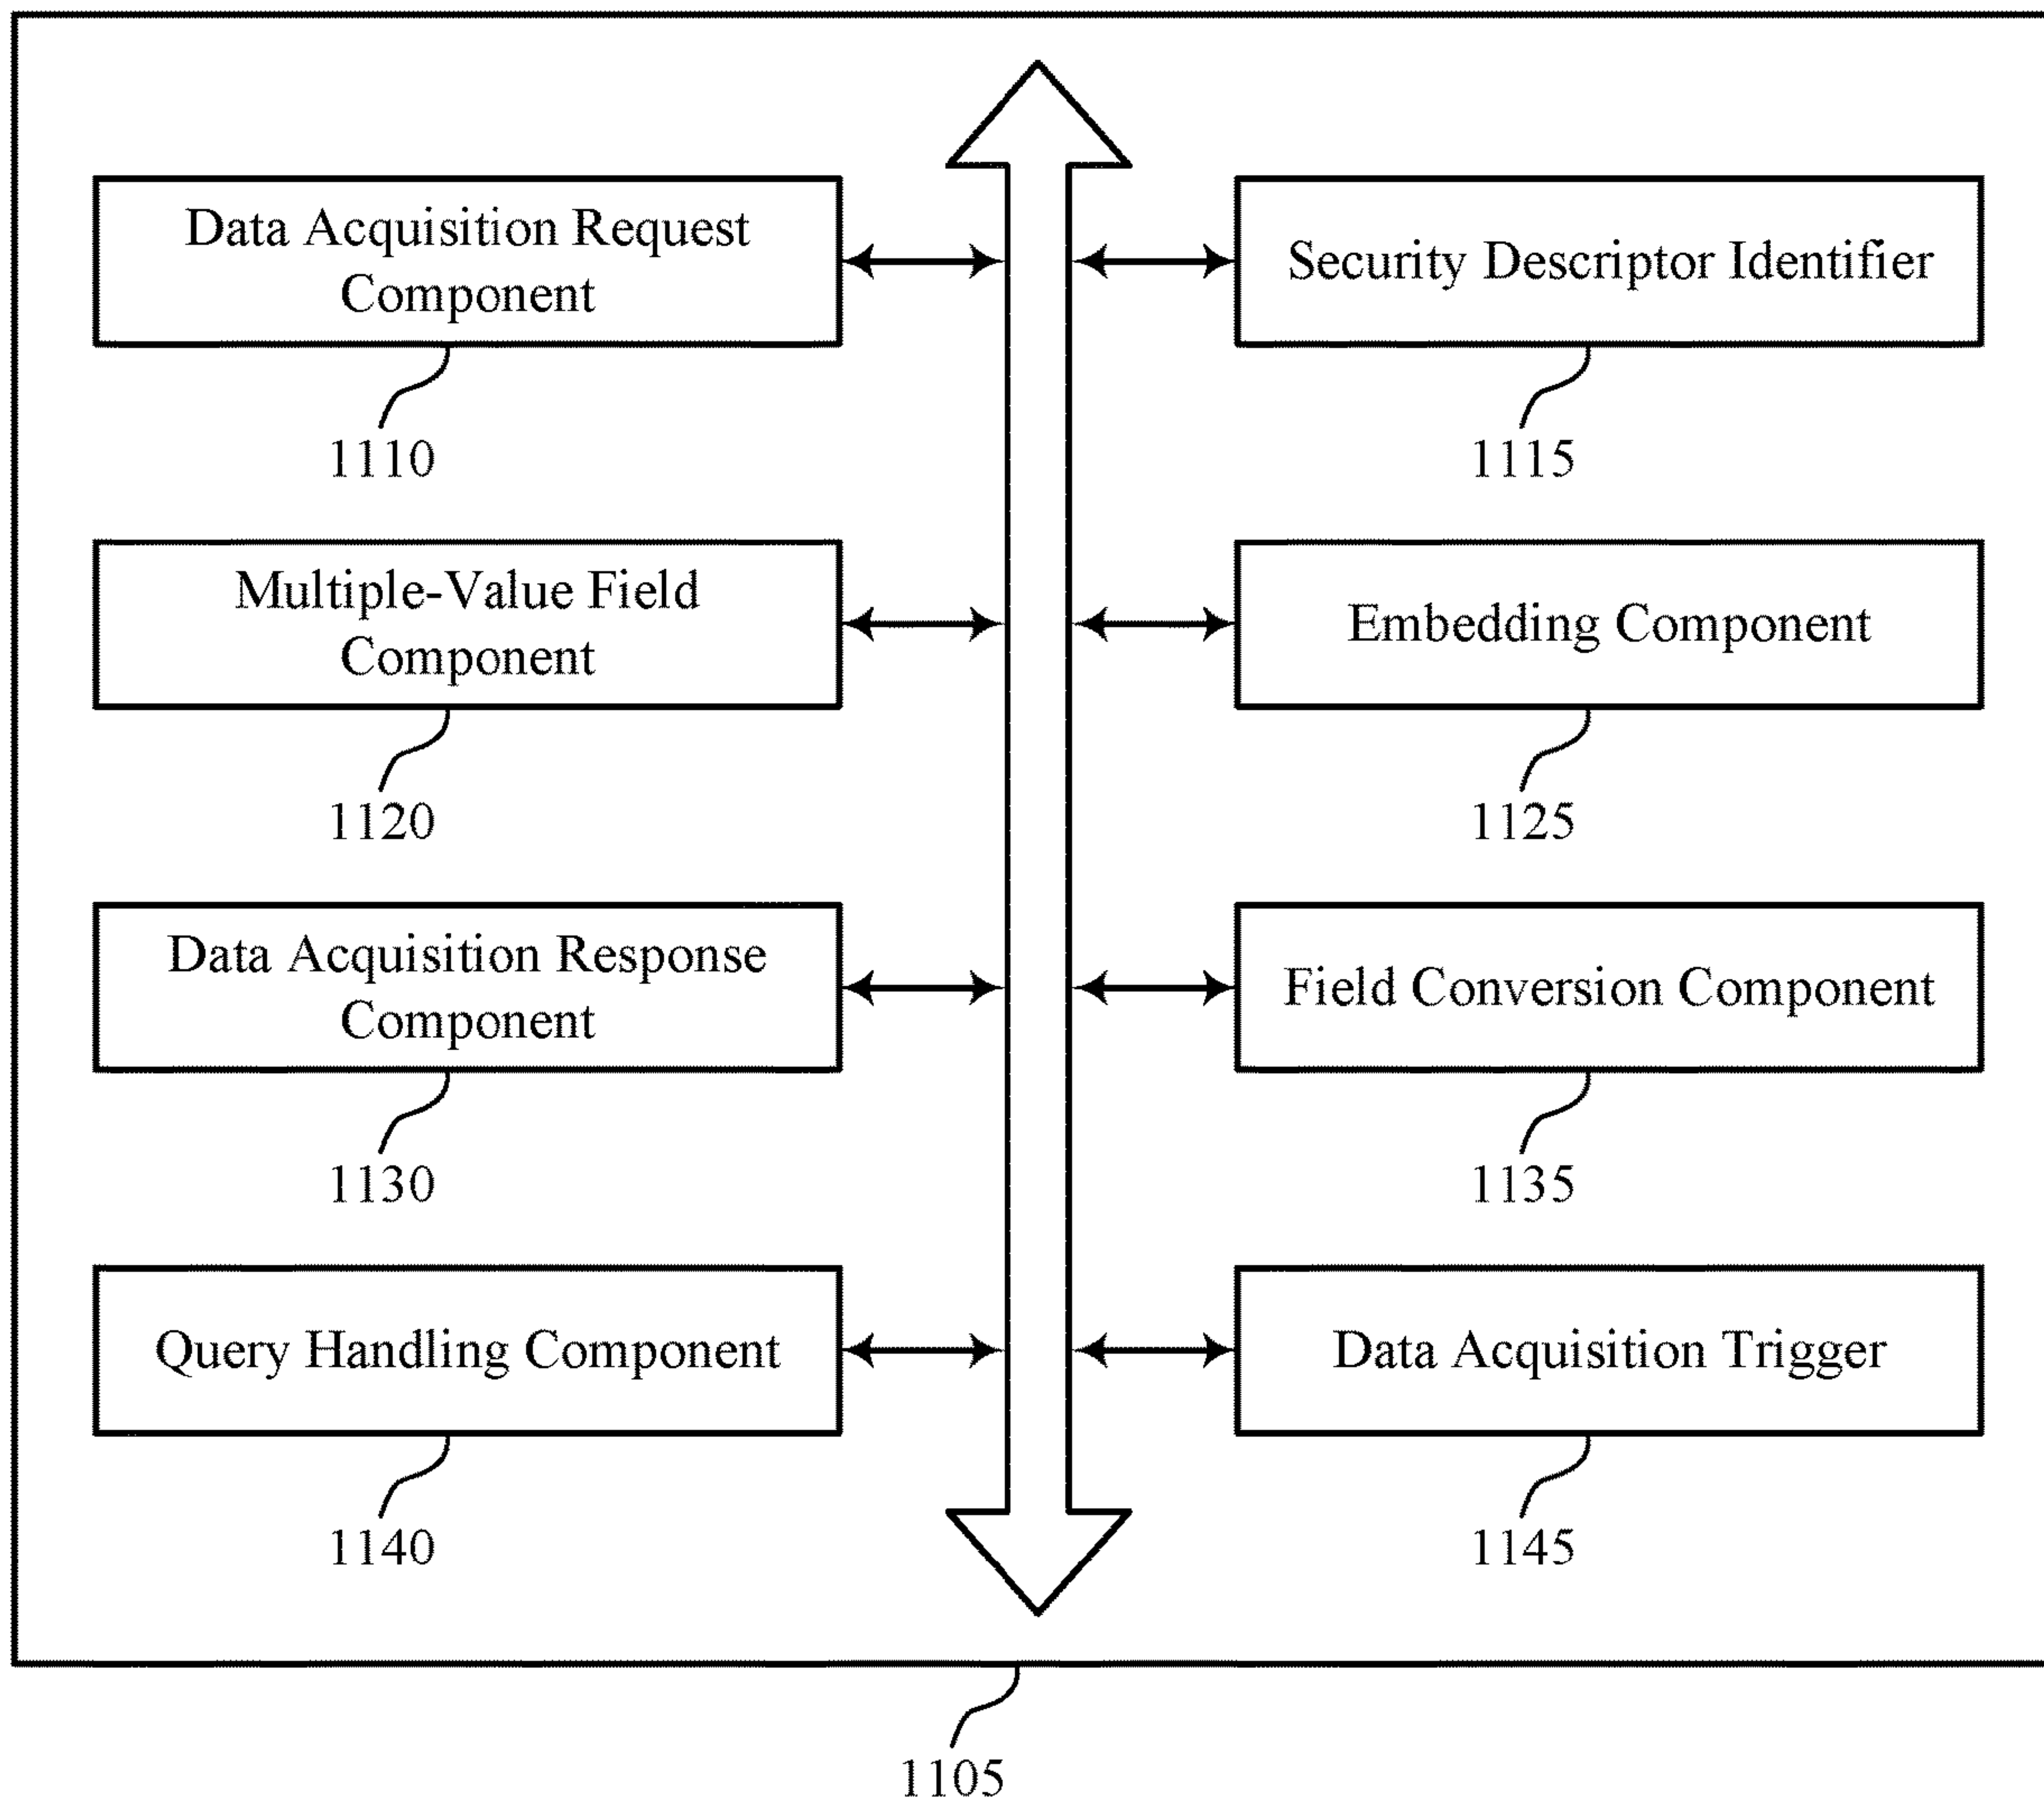 Data Acquisition Request
Component
1110
Security Descriptor Identifier
1115
Multiple-Value Field
Component
1120
Embedding Component
1125
Data Acquisition Response
Component
1130
Field Conversion Component
1135
Query Handling Component
1140
Data Acquisition Trigger
1145
1105